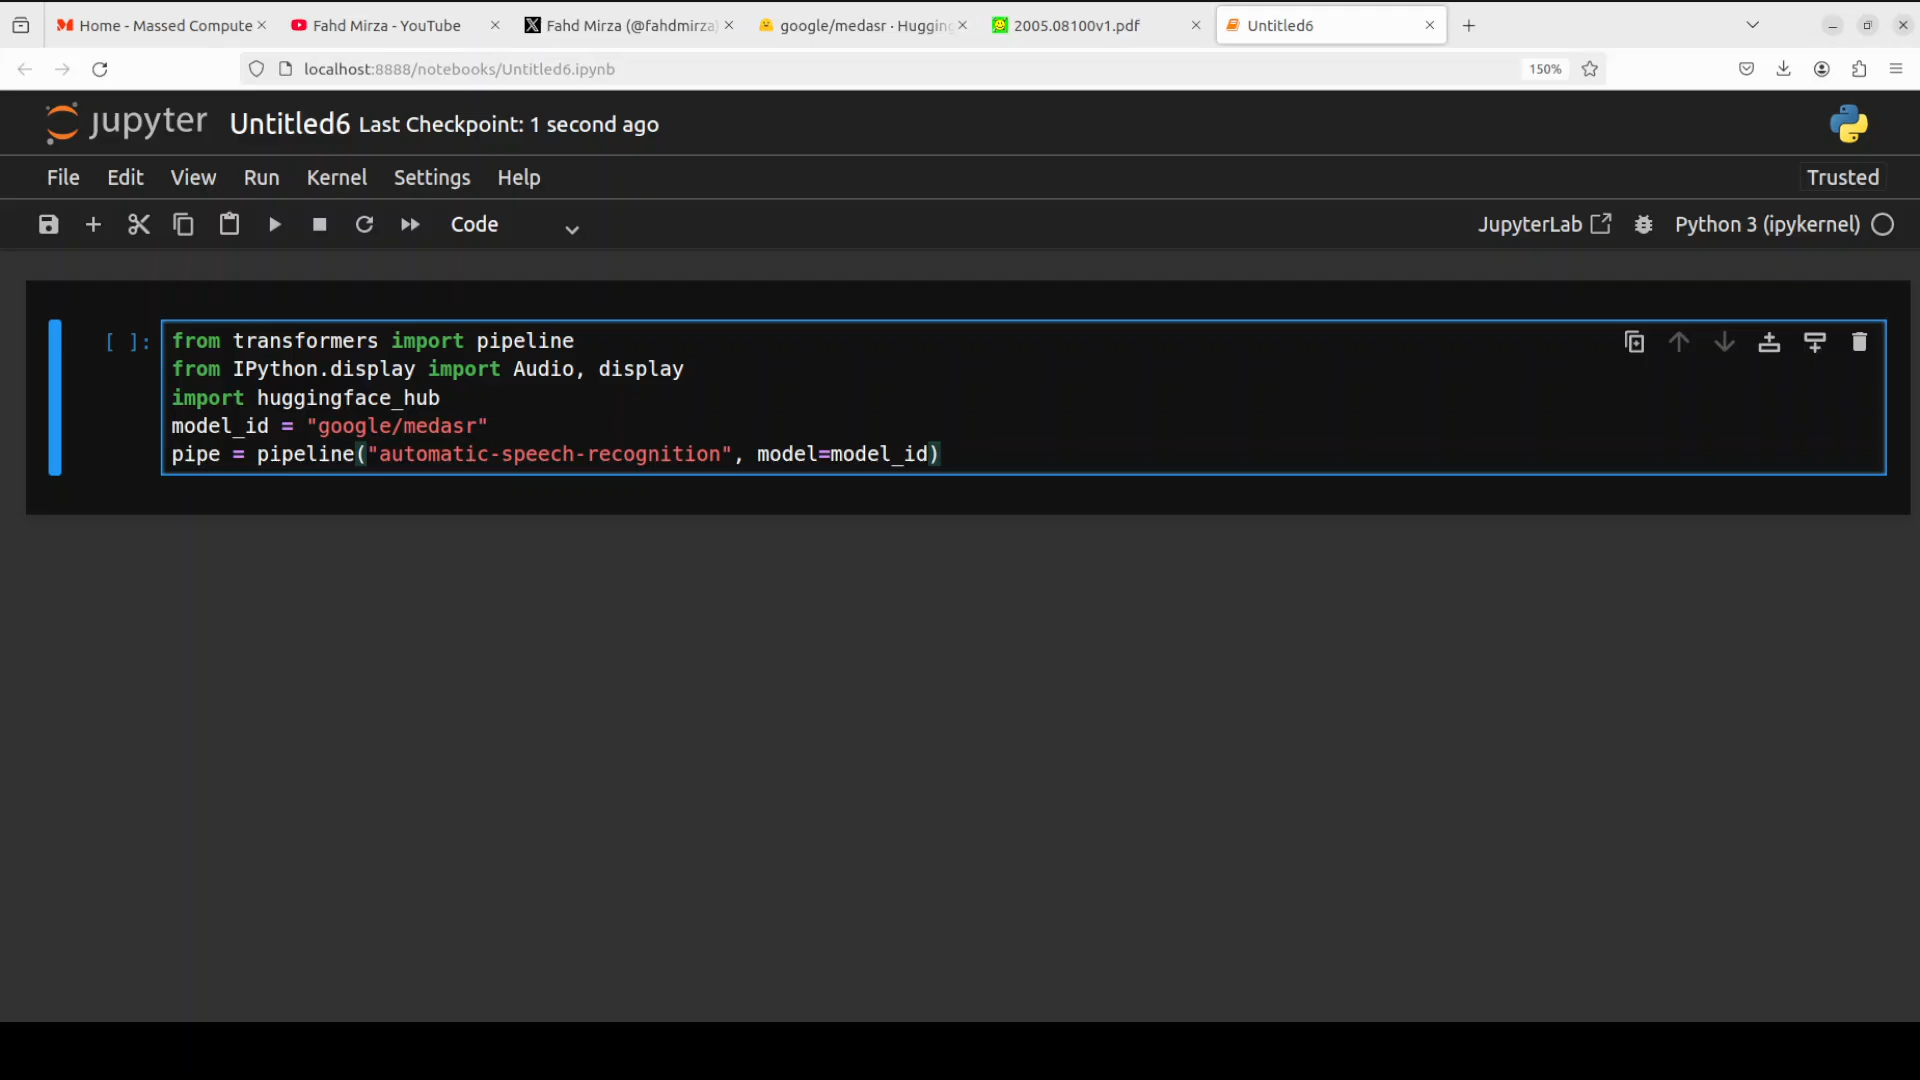 Home - Massed Compute
Fahd Mirza - YouTube
Fahd Mirza (@fahdmirza)
google/medasr · Hugging
2005.08100v1.pdf
Untitled6
localhost:8888/notebooks/Untitled6.ipynb
150%
jupyter
Untitled6 Last Checkpoint: 1 second ago
File Edit View Run Kernel Settings Help
Trusted
Code
JupyterLab
Python 3 (ipykernel)
[ ]:
from transformers import pipeline
from IPython.display import Audio, display
import huggingface_hub
model_id = "google/medasr"
pipe = pipeline("automatic-speech-recognition", model=model_id)